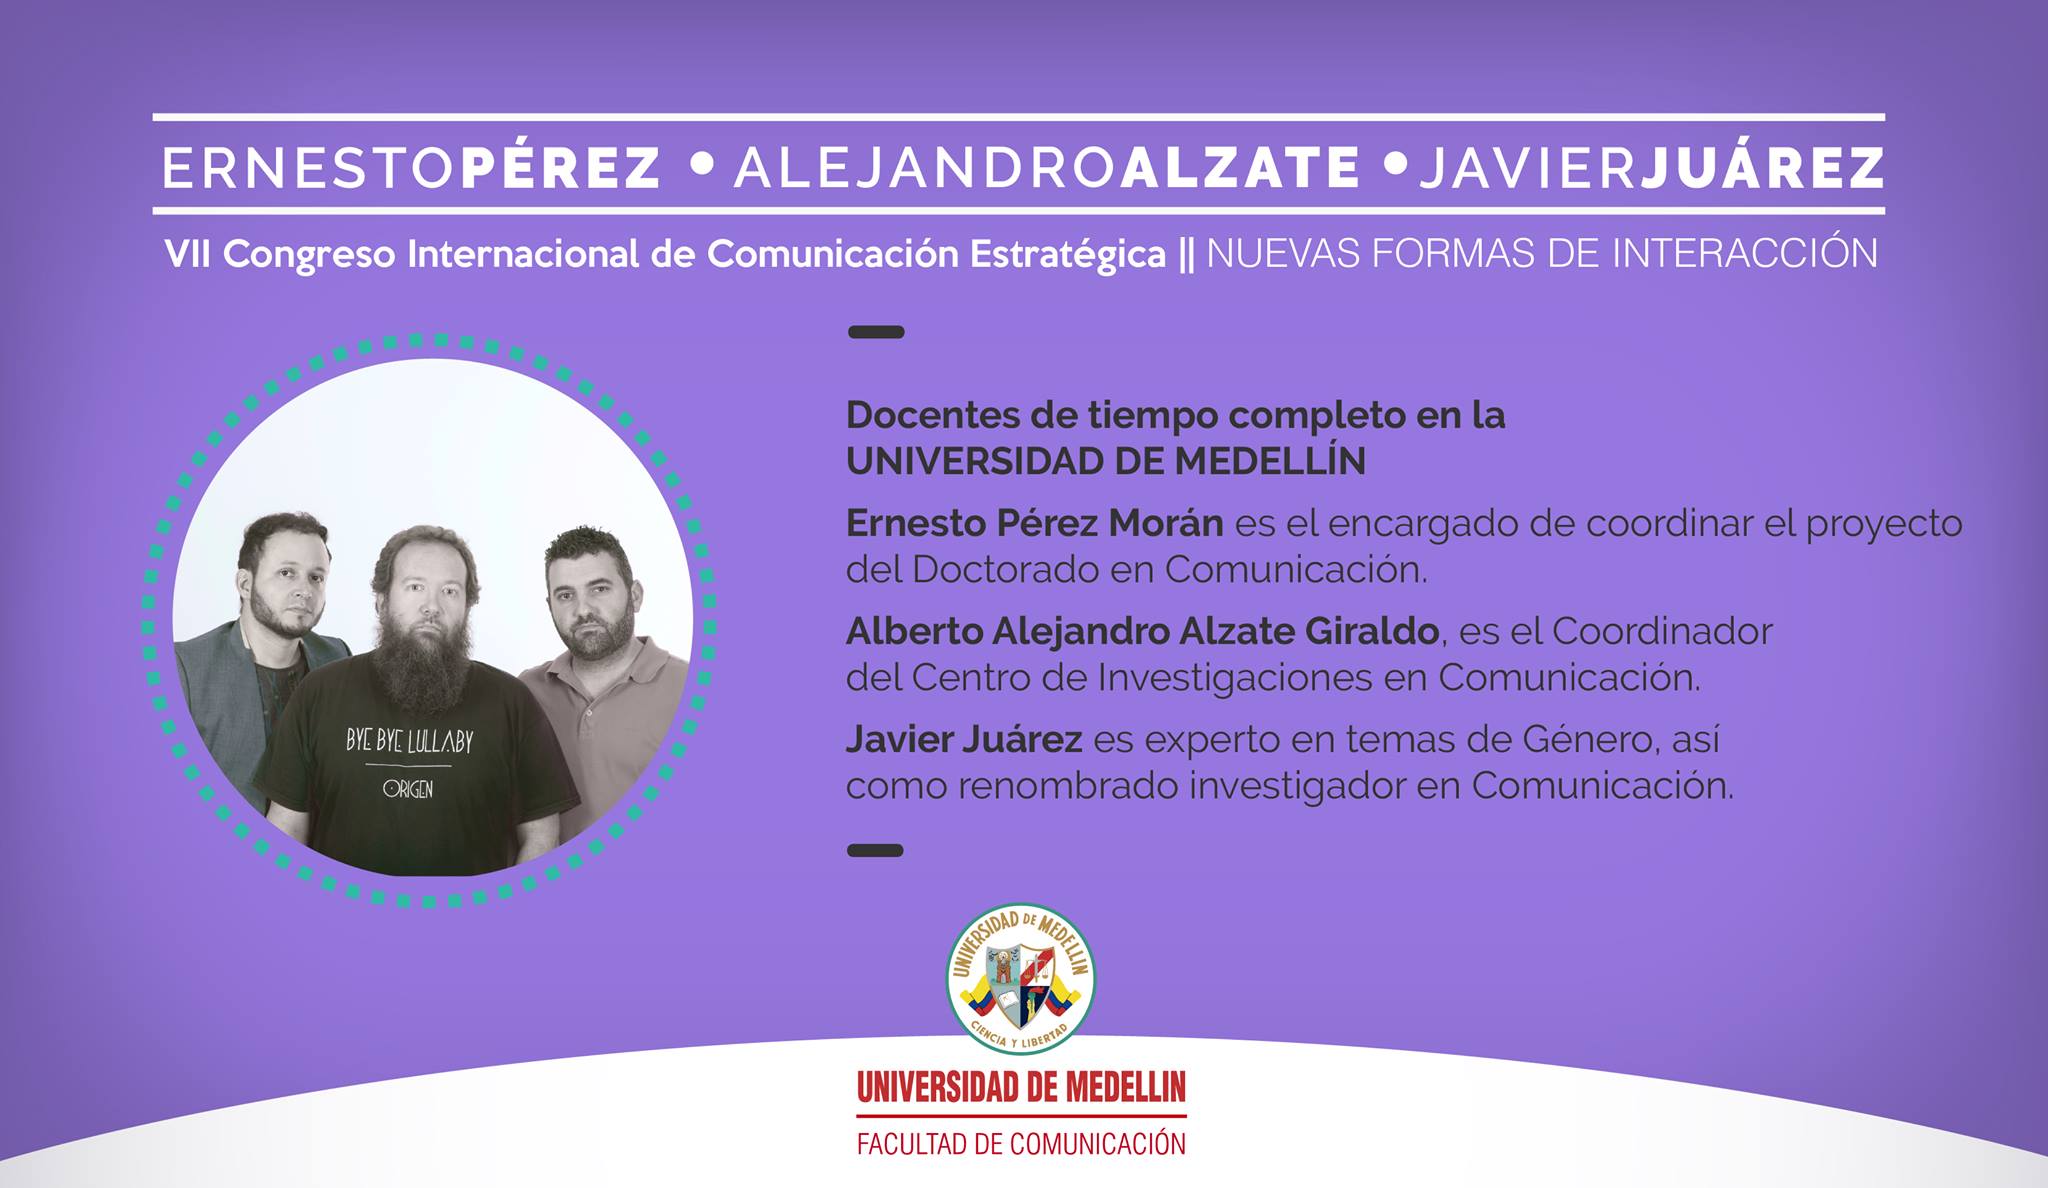 ERNESTOPÉREZ • ALEJANDROALZATE • JAVIERJUÁREZ
VII Congreso Internacional de Comunicación Estratégica || NUEVAS FORMAS DE INTERACCIÓN
Docentes de tiempo completo en la
UNIVERSIDAD DE MEDELLÍN
Ernesto Pérez Morán es el encargado de coordinar el proyecto
del Doctorado en Comunicación.
Alberto Alejandro Alzate Giraldo, es el Coordinador
del Centro de Investigaciones en Comunicación.
Javier Juárez es experto en temas de Género, así
como renombrado investigador en Comunicación.
BYE BYE LULLABY
ORIGEN
UNIVERSIDAD DE MEDELLIN
CIENCIA Y LIBERTAD
UNIVERSIDAD DE MEDELLIN
FACULTAD DE COMUNICACIÓN